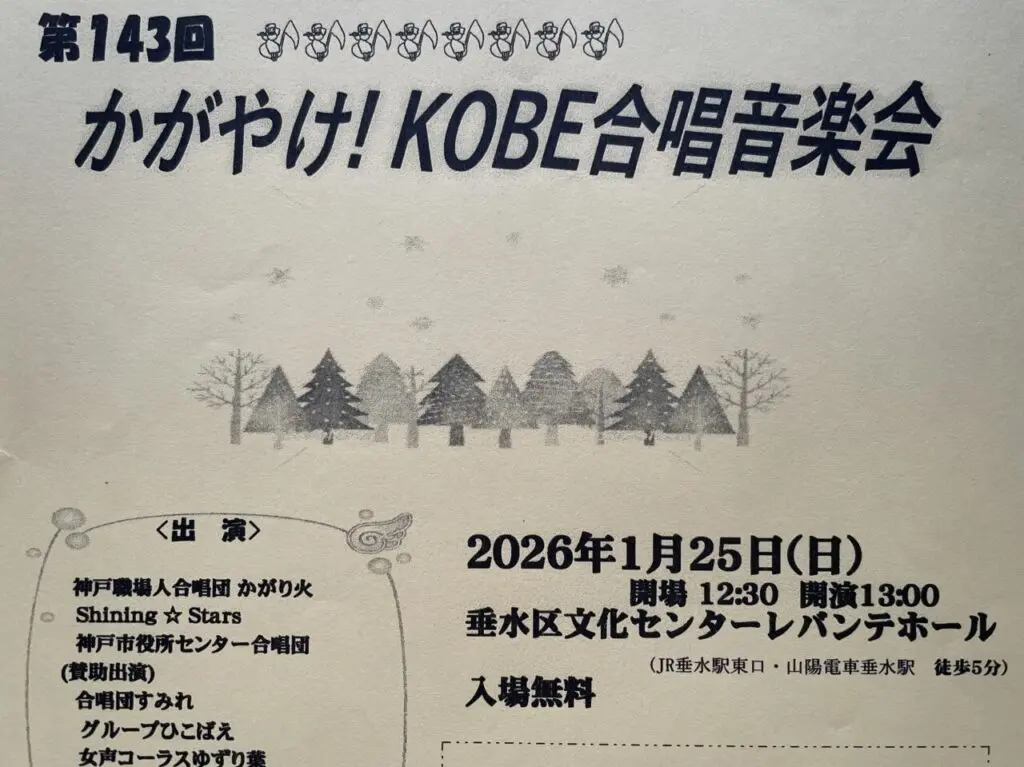 第143回
かがやけ! KOBE合唱音楽会
〈出 演〉
神戸職場人合唱団 かがり火
Shining ☆ Stars
神戸市役所センター合唱団
(賛助出演)
合唱団すみれ
グループひこばえ
女声コーラスゆずり葉
2026年1月25日(日)
開場 12:30 開演13:00
垂水区文化センターレバンテホール
(JR垂水駅東口・山陽電車垂水駅 徒歩5分)
入場無料